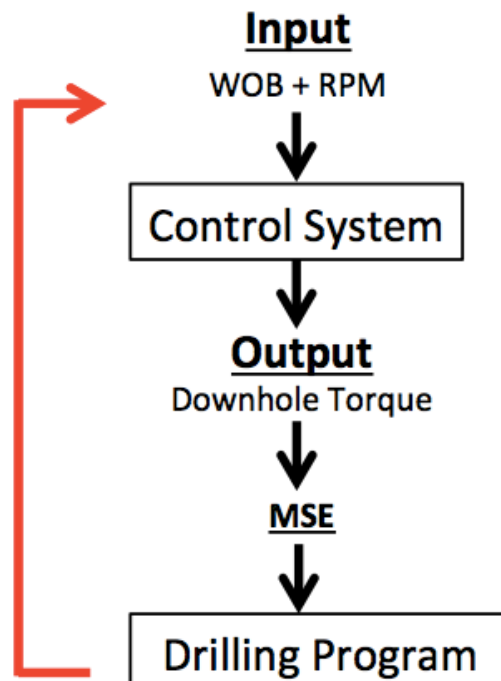 Input
WOB + RPM
Control System
Output
Downhole Torque
MSE
Drilling Program